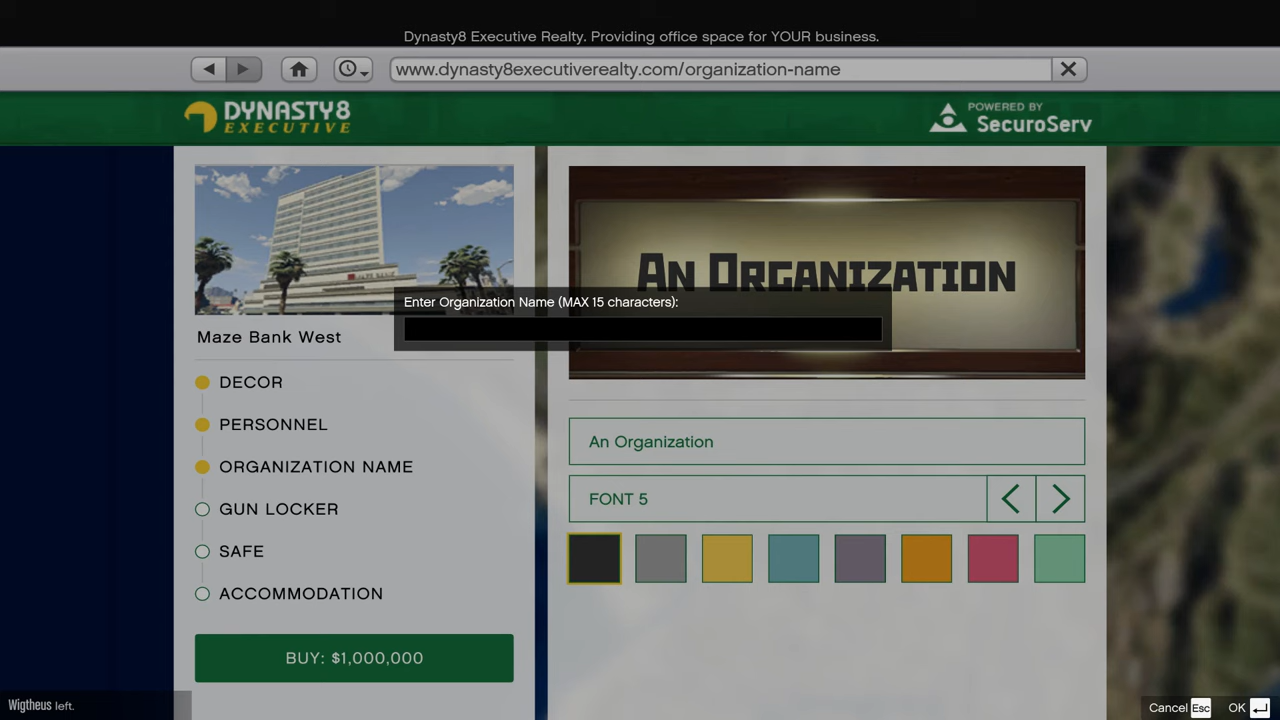 Dynasty8 Executive Realty. Providing office space for YOUR business.
www.dynasty8executiverealty.com/organization-name
DYNASTY8
EXECUTIVE
POWERED BY
SecuroServ
An Organization
Enter Organization Name (MAX 15 characters):
Maze Bank West
DECOR
PERSONNEL
ORGANIZATION NAME
GUN LOCKER
SAFE
ACCOMMODATION
BUY: $1,000,000
An Organization
FONT 5
Wigtheus left.
Cancel Esc
OK